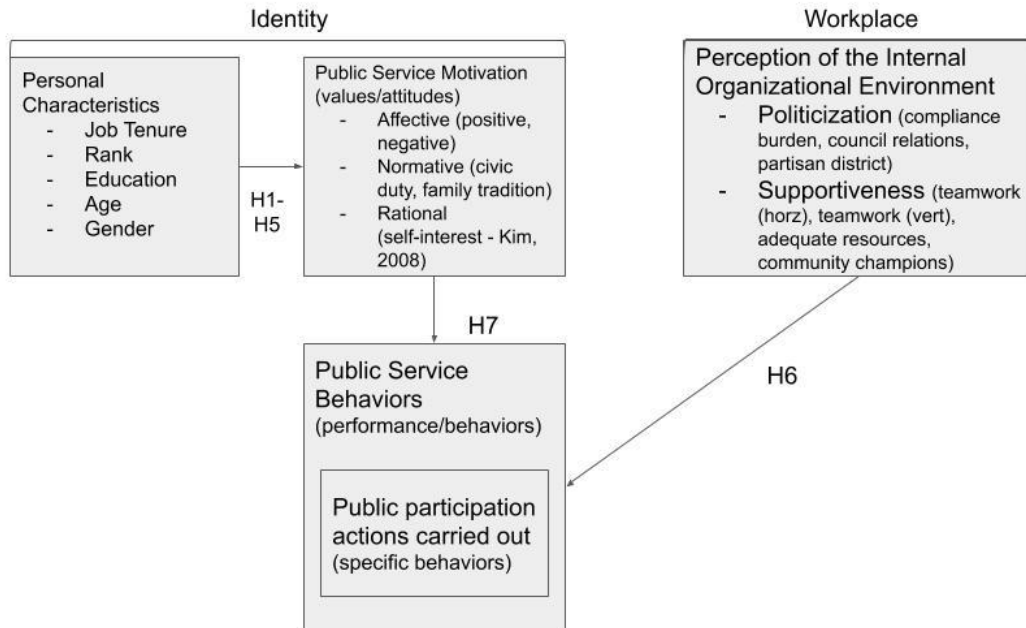 Identity
Workplace
Personal
Characteristics
- Job Tenure
- Rank
- Education
- Age
- Gender
H1-
H5
Public Service Motivation
(values/attitudes)
- Affective (positive,
negative)
- Normative (civic
duty, family tradition)
- Rational
(self-interest - Kim,
2008)
Perception of the Internal
Organizational Environment
- Politicization (compliance
burden, council relations,
partisan district)
- Supportiveness (teamwork
(horz), teamwork (vert),
adequate resources,
community champions)
H7
H6
Public Service
Behaviors
(performance/behaviors)
Public participation
actions carried out
(specific behaviors)